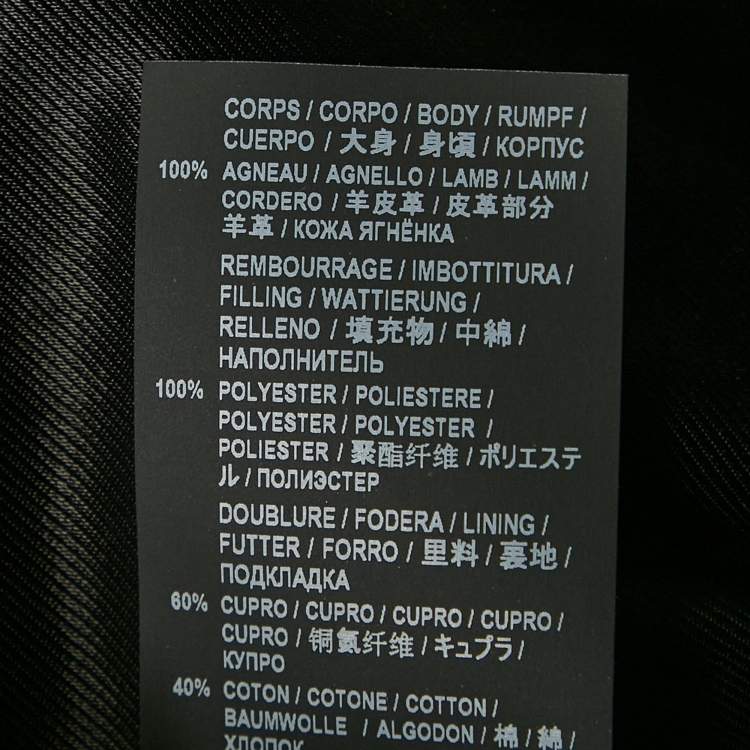 CORPS / CORPO / BODY / RUMPF /
CUERPO / 大身 / 身頃 / КОРПУС
100% AGNEAU / AGNELLO / LAMB / LAMM /
CORDERO / 羊皮革 / 皮革部分
羊革 / КОЖА ЯГНЁНКА
REMBOURRAGE / IMBOTTITURA /
FILLING / WATTIERUNG /
RELLENO / 填充物 / 中綿 /
НАПОЛНИТЕЛЬ
100% POLYESTER / POLIESTERE /
POLYESTER / POLYESTER /
POLIESTER / 聚酯纤维 / ポリエステ
ル / ПОЛИЭСТЕР
DOUBLURE / FODERA / LINING /
FUTTER / FORRO / 里料 / 裏地 /
ПОДКЛАДКА
60% CUPRO / CUPRO / CUPRO / CUPRO /
CUPRO / 铜氨纤维 / キュプラ /
КУПРО
40% COTON / COTONE / COTTON /
BAUMWOLLE / ALGODON / 棉 / 綿 /
ХЛОПОК